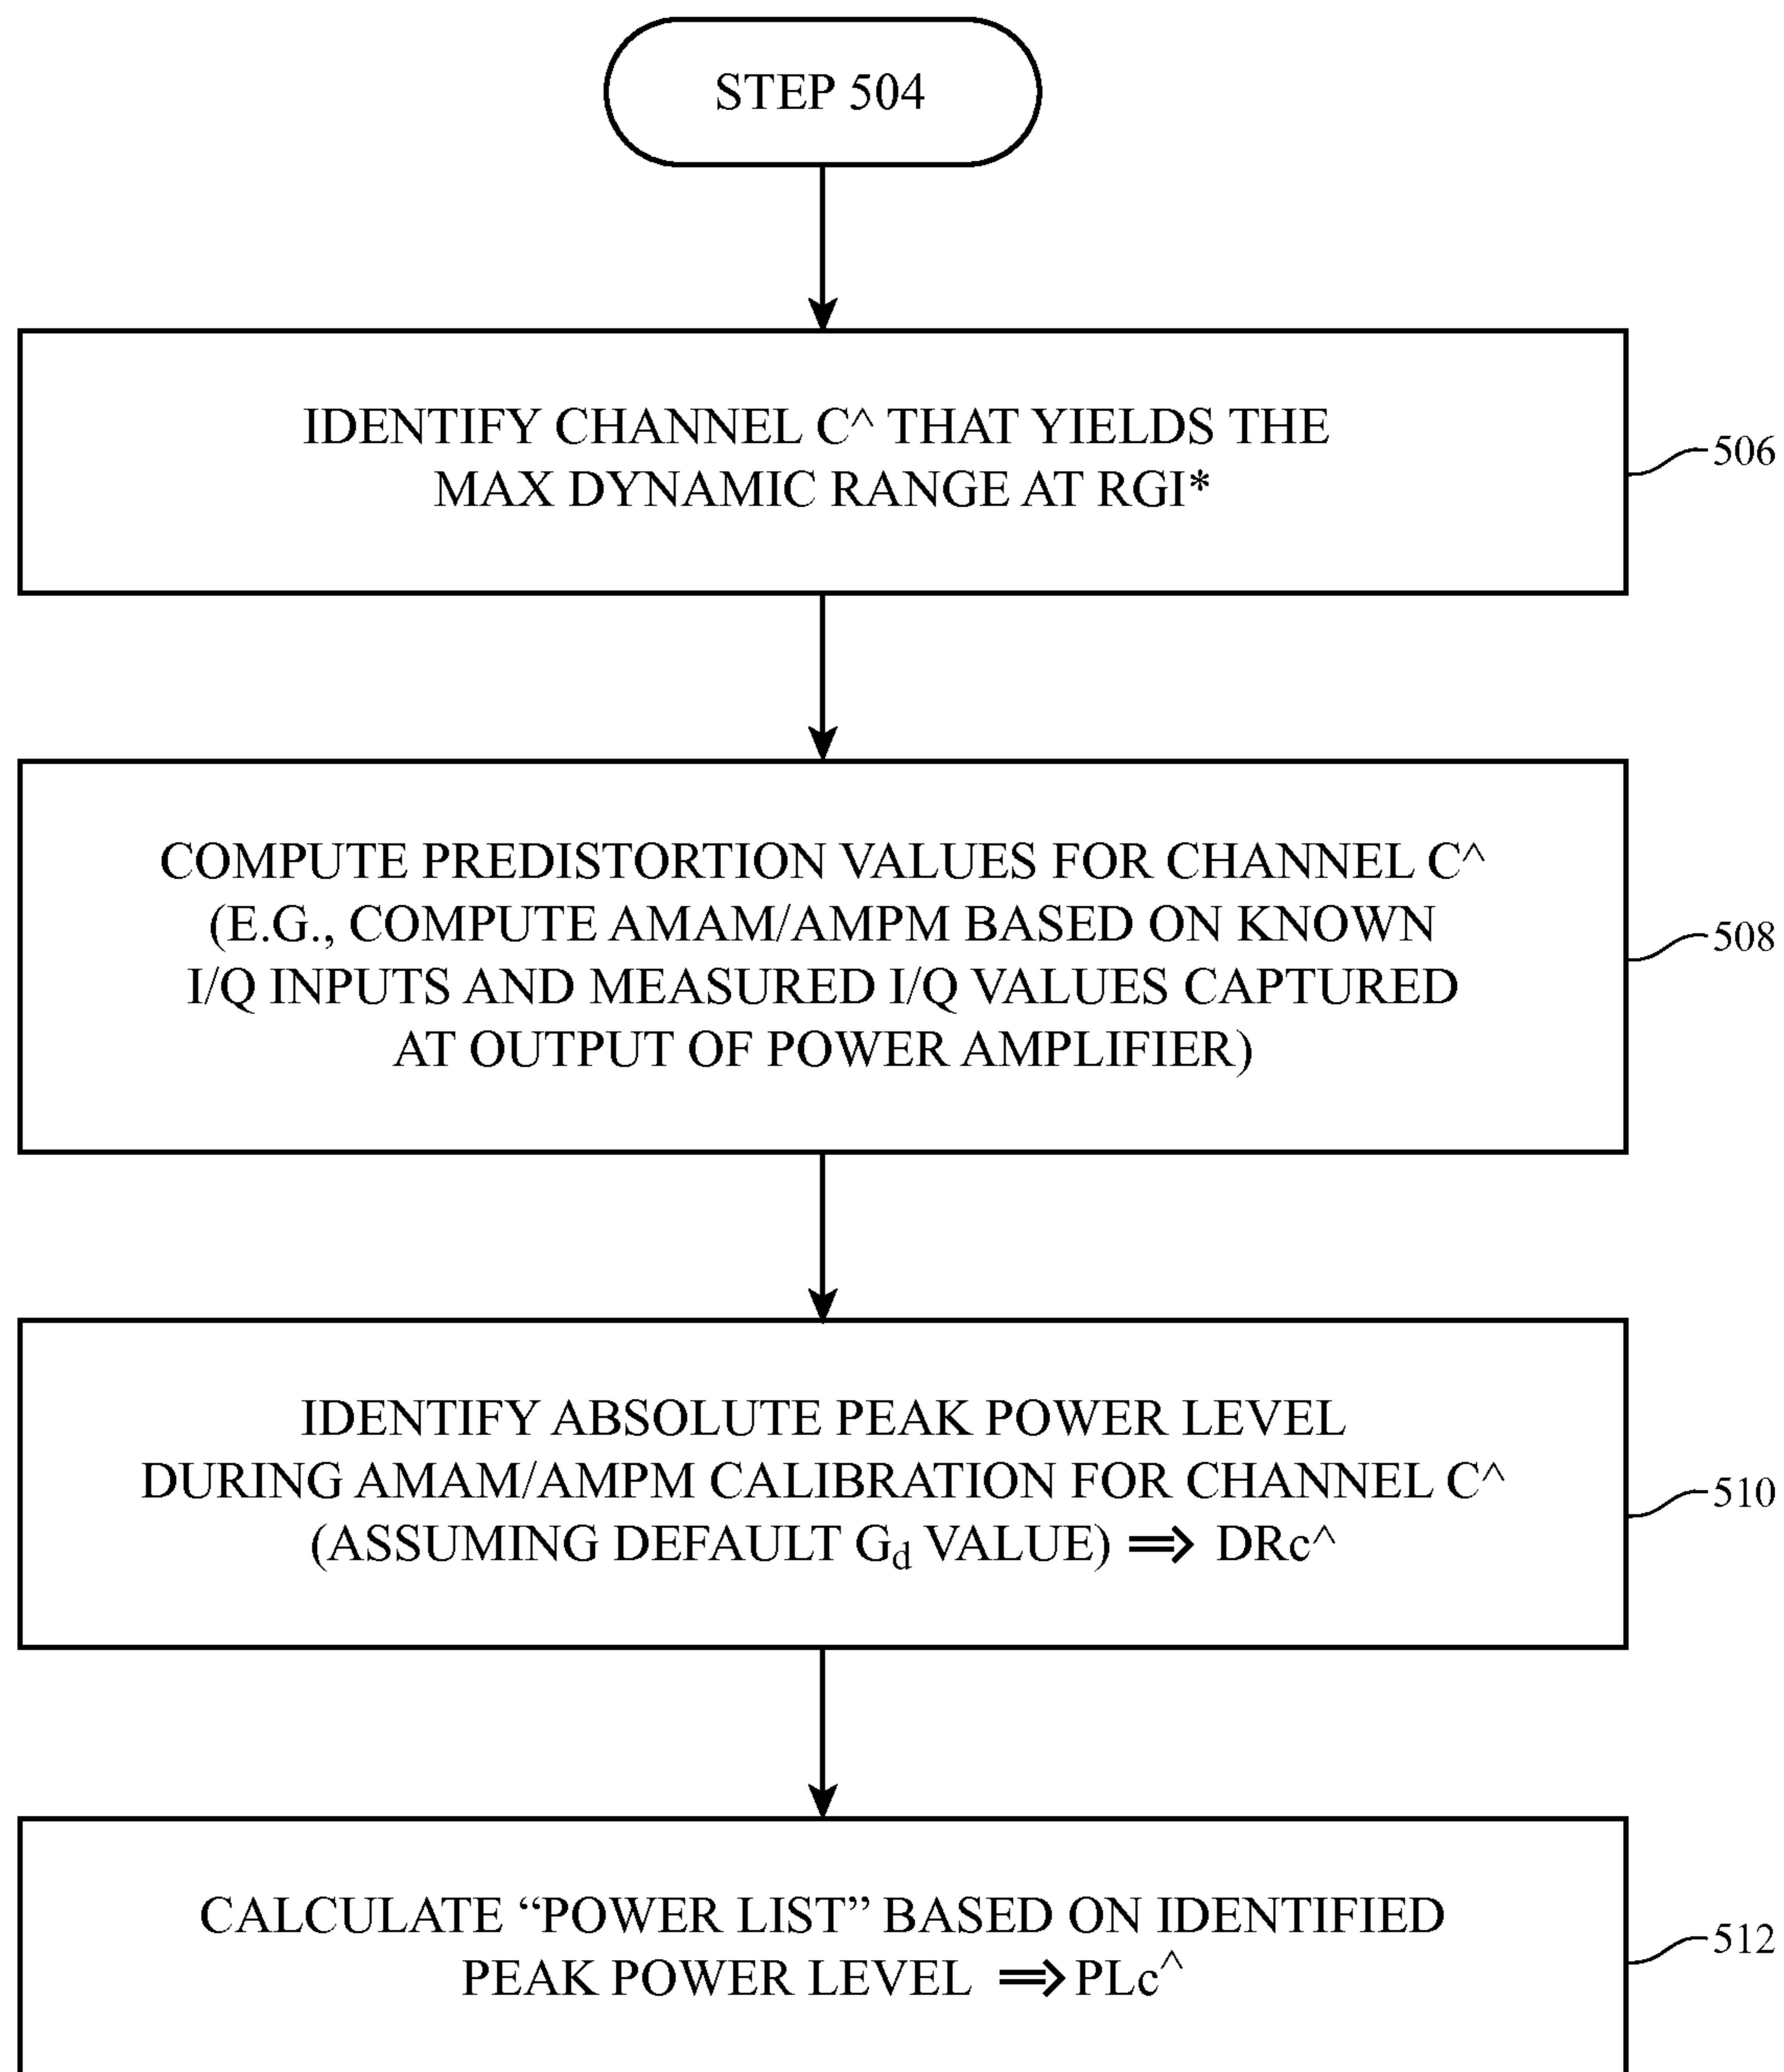 STEP 504
IDENTIFY CHANNEL C^ THAT YIELDS THE
MAX DYNAMIC RANGE AT RGI*
506
COMPUTE PREDISTORTION VALUES FOR CHANNEL C^
(E.G., COMPUTE AMAM/AMPM BASED ON KNOWN
I/Q INPUTS AND MEASURED I/Q VALUES CAPTURED
AT OUTPUT OF POWER AMPLIFIER)
508
IDENTIFY ABSOLUTE PEAK POWER LEVEL
DURING AMAM/AMPM CALIBRATION FOR CHANNEL C^
(ASSUMING DEFAULT Gd VALUE) ⇒ DRc^
510
CALCULATE “POWER LIST” BASED ON IDENTIFIED
PEAK POWER LEVEL ⇒ PLc^
512